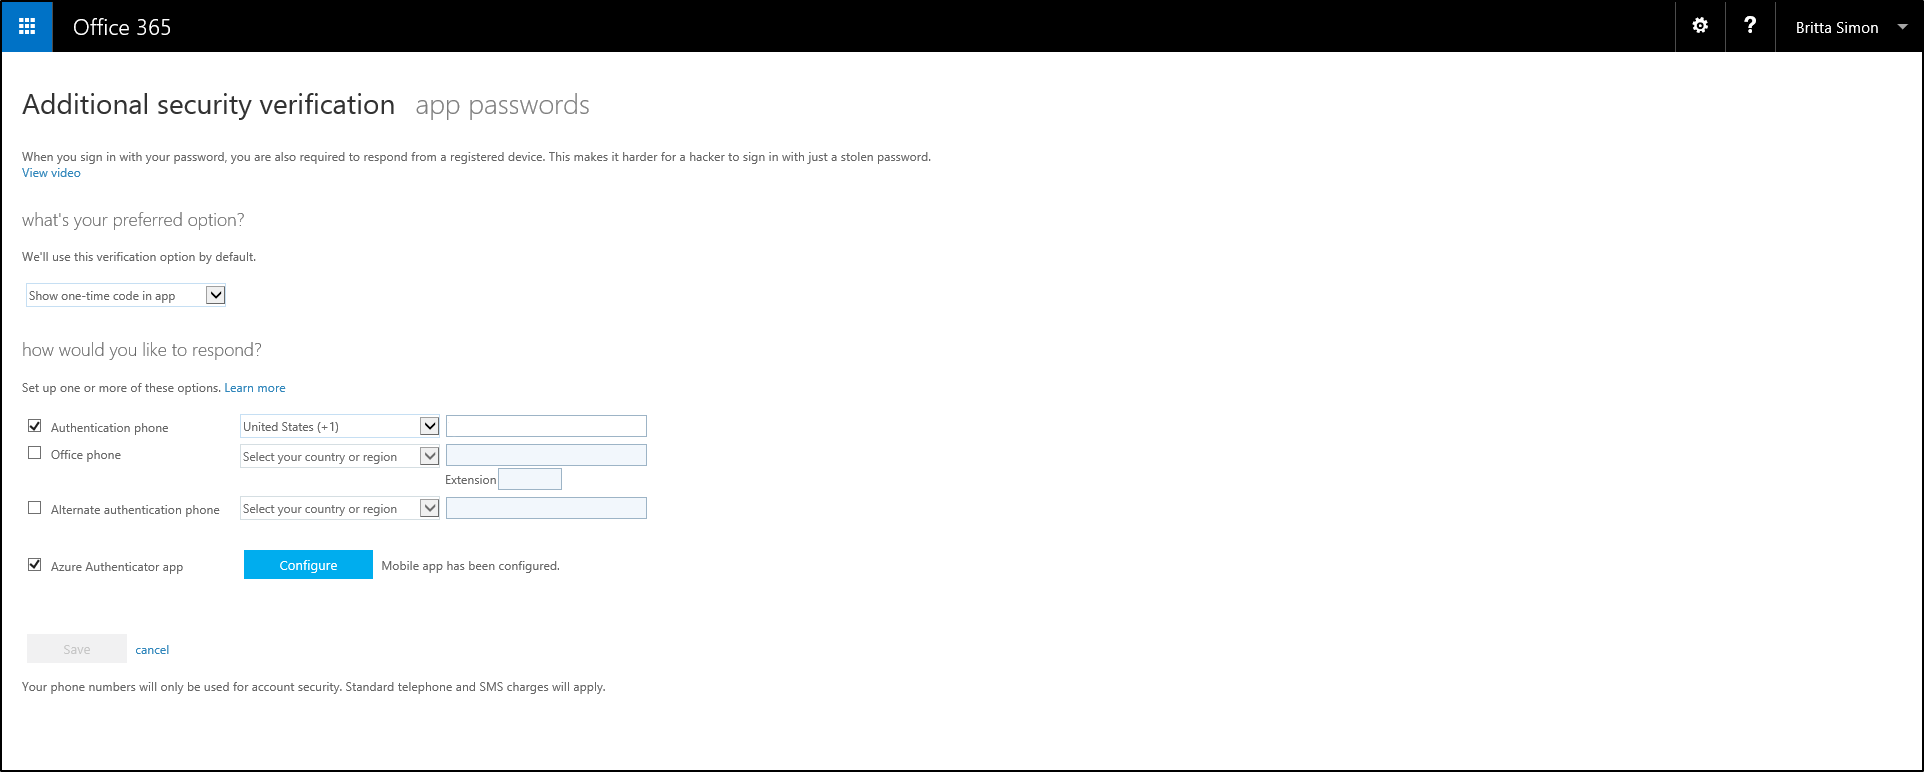 Office 365
? Britta Simon
Additional security verification app passwords
When you sign in with your password, you are also required to respond from a registered device. This makes it harder for a hacker to sign in with just a stolen password.
View video
what's your preferred option?
We'll use this verification option by default.
Show one-time code in app
how would you like to respond?
Set up one or more of these options. Learn more
Authentication phone United States (+1)
Office phone Select your country or region
Extension
Alternate authentication phone Select your country or region
Azure Authenticator app Configure Mobile app has been configured.
Save cancel
Your phone numbers will only be used for account security. Standard telephone and SMS charges will apply.